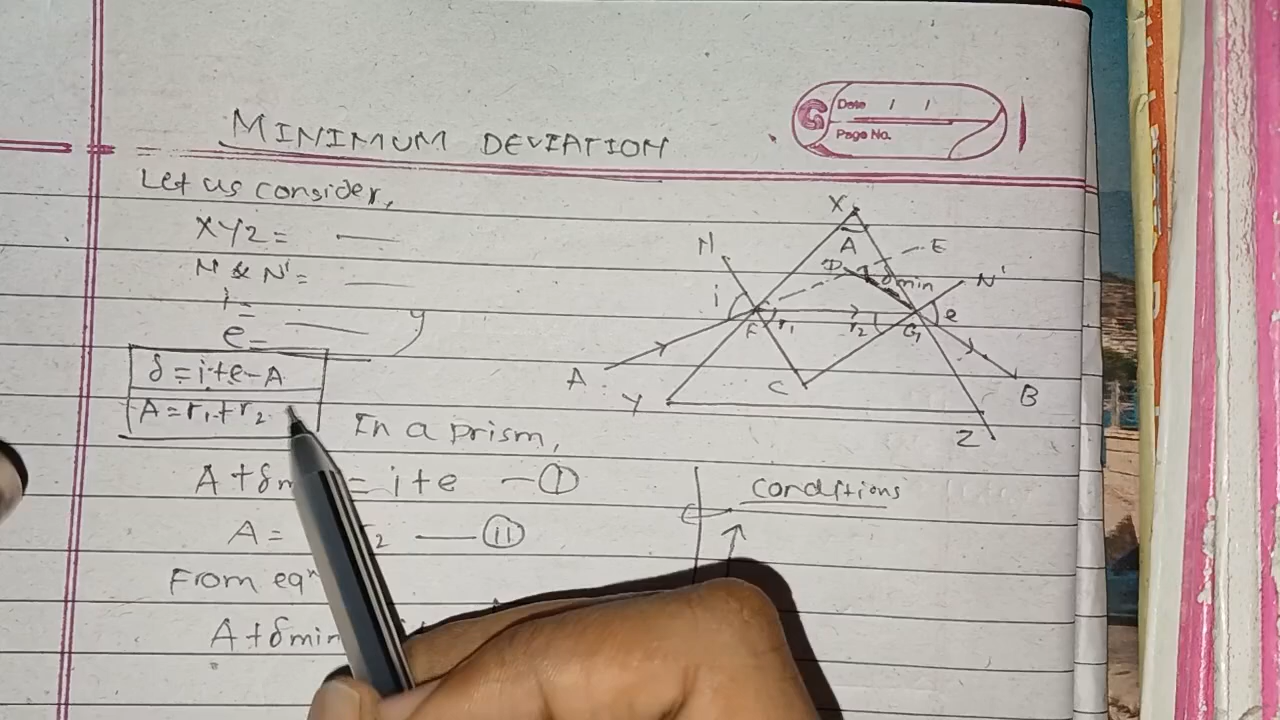 MINIMUM DEVIATION
G Date / /
Page No.
Let us consider,
XYZ = —
N & N' = —
i =
e = —
δ = i+e-A
A = r₁+r₂
In a prism,
A+δm = i+e — I
A = ₂ — II
From eqⁿ
A+δmin
X
A
N
D
E
δmin
N'
i
F
r₁
r₂
G
e
A
Y
C
B
Z
Conditions